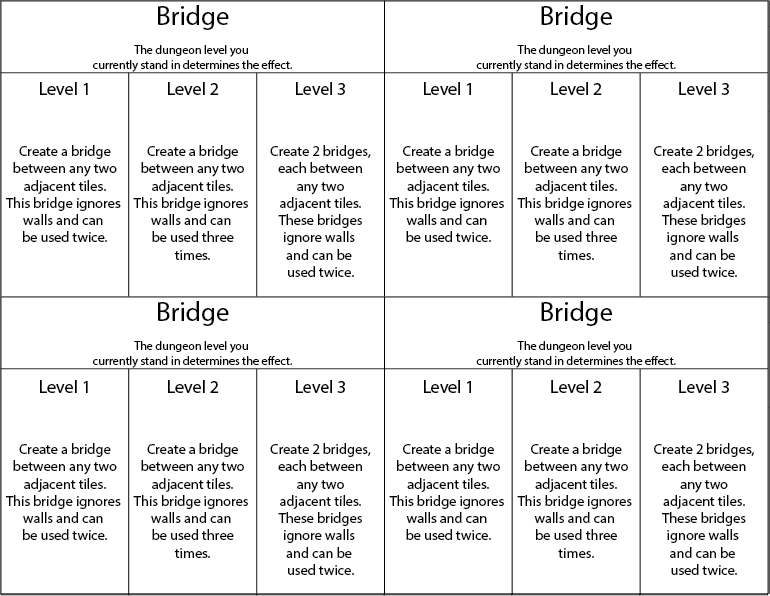 Bridge
The dungeon level you
currently stand in determines the effect.
Level 1
Create a bridge
between any two
adjacent tiles.
This bridge ignores
walls and can
be used twice.
Level 2
Create a bridge
between any two
adjacent tiles.
This bridge ignores
walls and can
be used three
times.
Level 3
Create 2 bridges,
each between
any two
adjacent tiles.
These bridges
ignore walls
and can be
used twice.
Bridge
The dungeon level you
currently stand in determines the effect.
Level 1
Create a bridge
between any two
adjacent tiles.
This bridge ignores
walls and can
be used twice.
Level 2
Create a bridge
between any two
adjacent tiles.
This bridge ignores
walls and can
be used three
times.
Level 3
Create 2 bridges,
each between
any two
adjacent tiles.
These bridges
ignore walls
and can be
used twice.
Bridge
The dungeon level you
currently stand in determines the effect.
Level 1
Create a bridge
between any two
adjacent tiles.
This bridge ignores
walls and can
be used twice.
Level 2
Create a bridge
between any two
adjacent tiles.
This bridge ignores
walls and can
be used three
times.
Level 3
Create 2 bridges,
each between
any two
adjacent tiles.
These bridges
ignore walls
and can be
used twice.
Bridge
The dungeon level you
currently stand in determines the effect.
Level 1
Create a bridge
between any two
adjacent tiles.
This bridge ignores
walls and can
be used twice.
Level 2
Create a bridge
between any two
adjacent tiles.
This bridge ignores
walls and can
be used three
times.
Level 3
Create 2 bridges,
each between
any two
adjacent tiles.
These bridges
ignore walls
and can be
used twice.